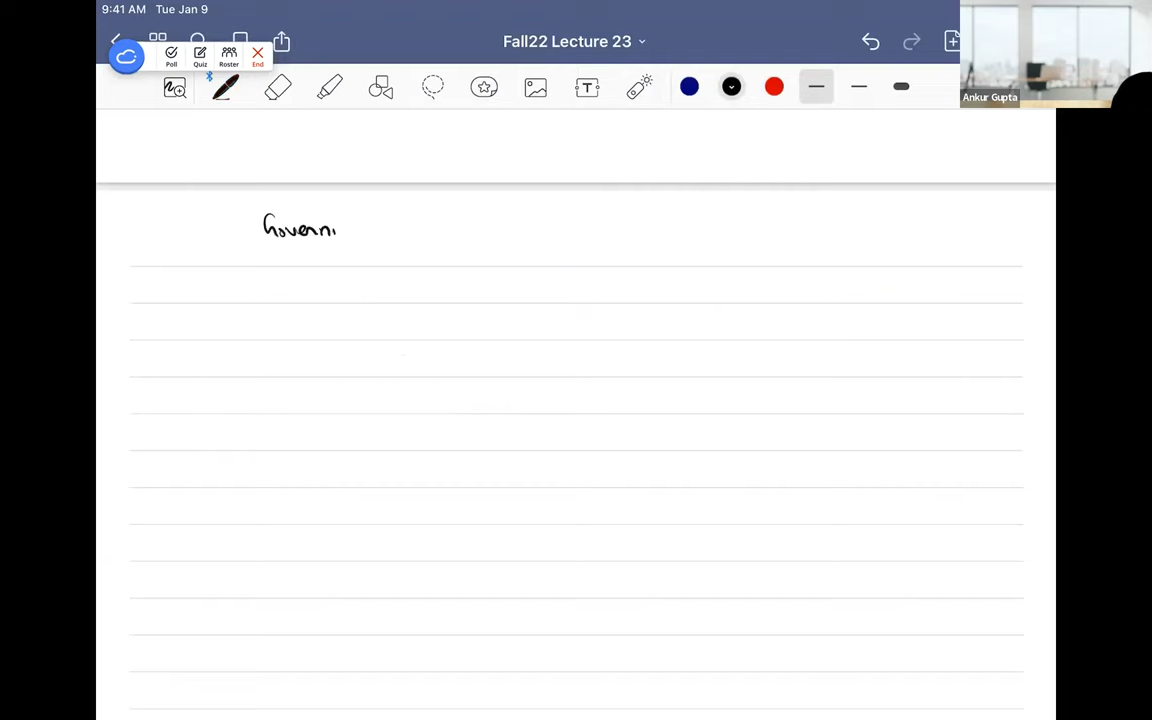 9:41 AM Tue Jan 9
Fall22 Lecture 23
Poll Quiz Roster End
T
Ankur Gupta
Governi